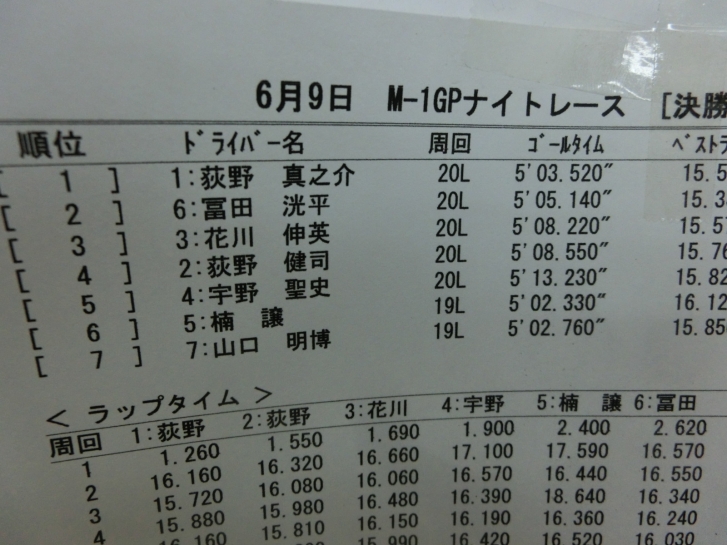 6月9日 M-1GPナイトレース [決勝
順位 ﾄﾞﾗｲﾊﾞｰ名 周回 ｺﾞｰﾙﾀｲﾑ ﾍﾞｽﾄﾗ
[ 1 ] 1:荻野 真之介 20L 5'03.520" 15.5
[ 2 ] 6:冨田 洸平 20L 5'05.140" 15.3
[ 3 ] 3:花川 伸英 20L 5'08.220" 15.5
[ 4 ] 2:荻野 健司 20L 5'08.550" 15.76
[ 5 ] 4:宇野 聖史 20L 5'13.230" 15.82
[ 6 ] 5:楠 譲 19L 5'02.330" 16.12
[ 7 ] 7:山口 明博 19L 5'02.760" 15.85
< ラップタイム >
周回 1:荻野 2:荻野 3:花川 4:宇野 5:楠 譲 6:冨田
1 1.260 1.550 1.690 1.900 2.400 2.620
2 16.160 16.320 16.660 17.100 17.590 16.570
3 15.720 16.080 16.060 16.570 16.440 16.550
4 15.880 15.980 16.480 16.390 18.640 16.340
15.810 16.150 16.190 16.360 16.240
16.420 16.520 16.030